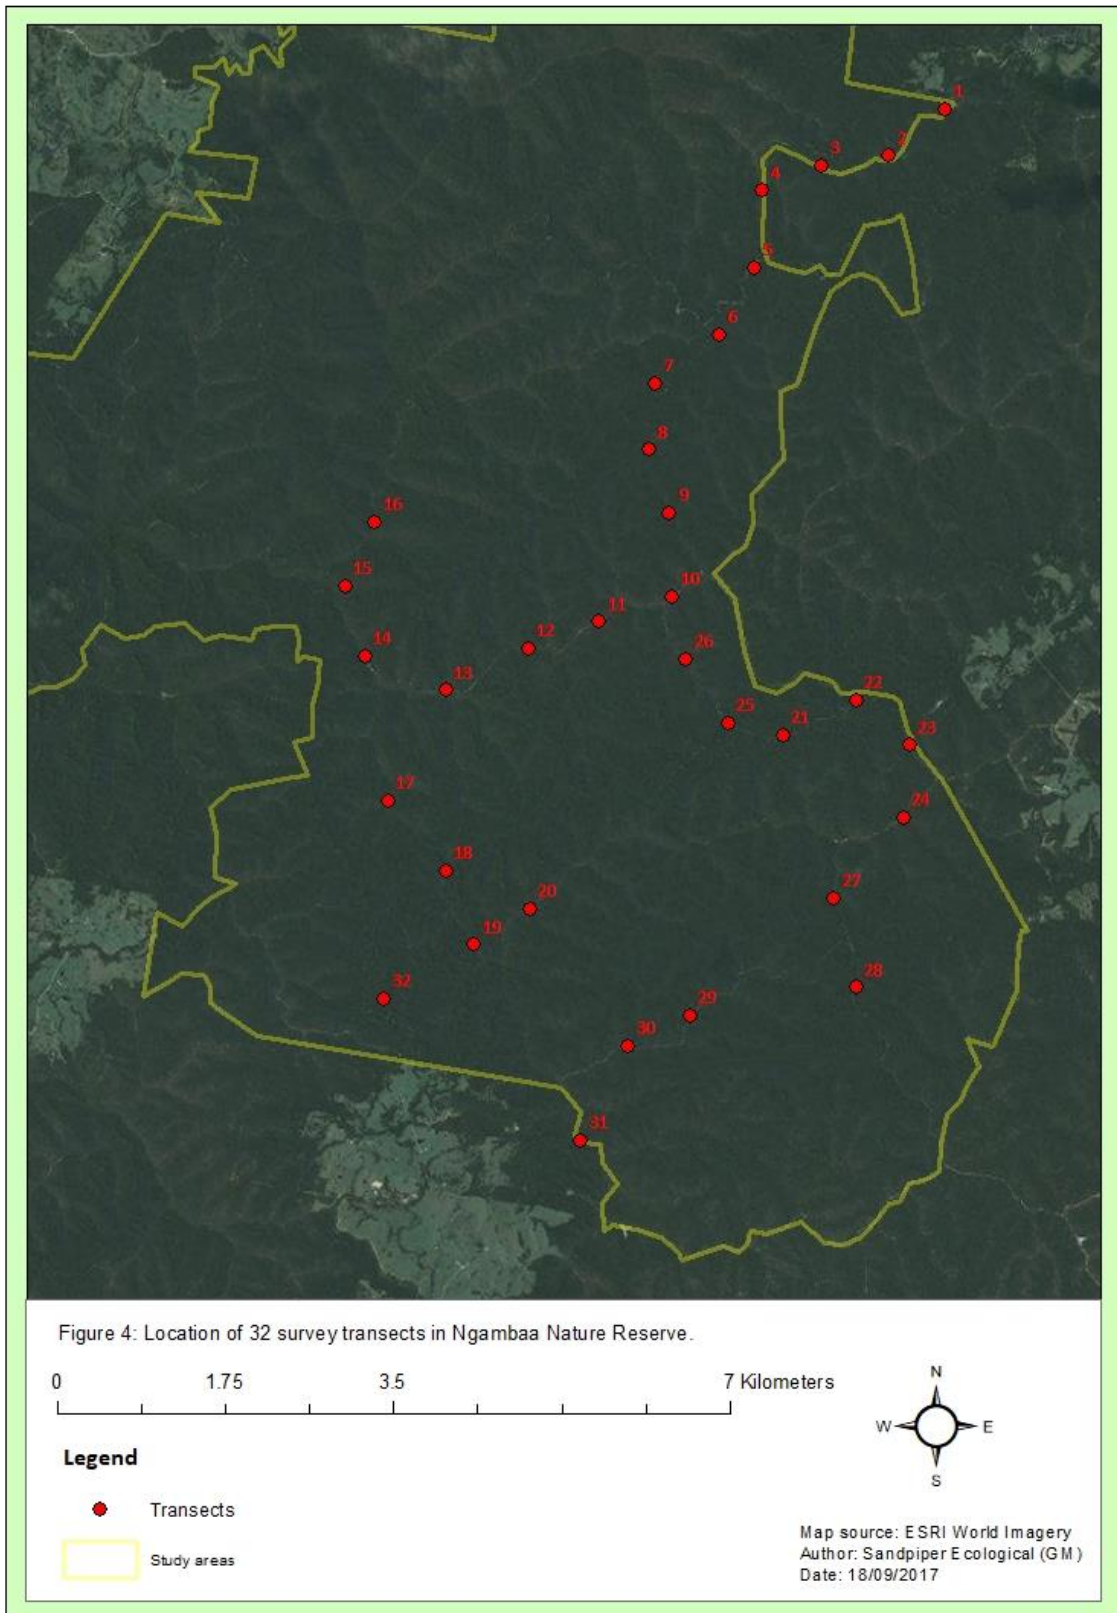 1
2
3
4
5
6
7
8
9
16
15
10
11
14
12
26
13
22
25
21
23
17
24
18
27
20
19
28
32
29
30
31
Figure 4: Location of 32 survey transects in Ngambaa Nature Reserve.
0 1.75 3.5 7 Kilometers
N
W E
S
Legend
Transects
Study areas
Map source: ESRI World Imagery
Author: Sandpiper Ecological (GM)
Date: 18/09/2017